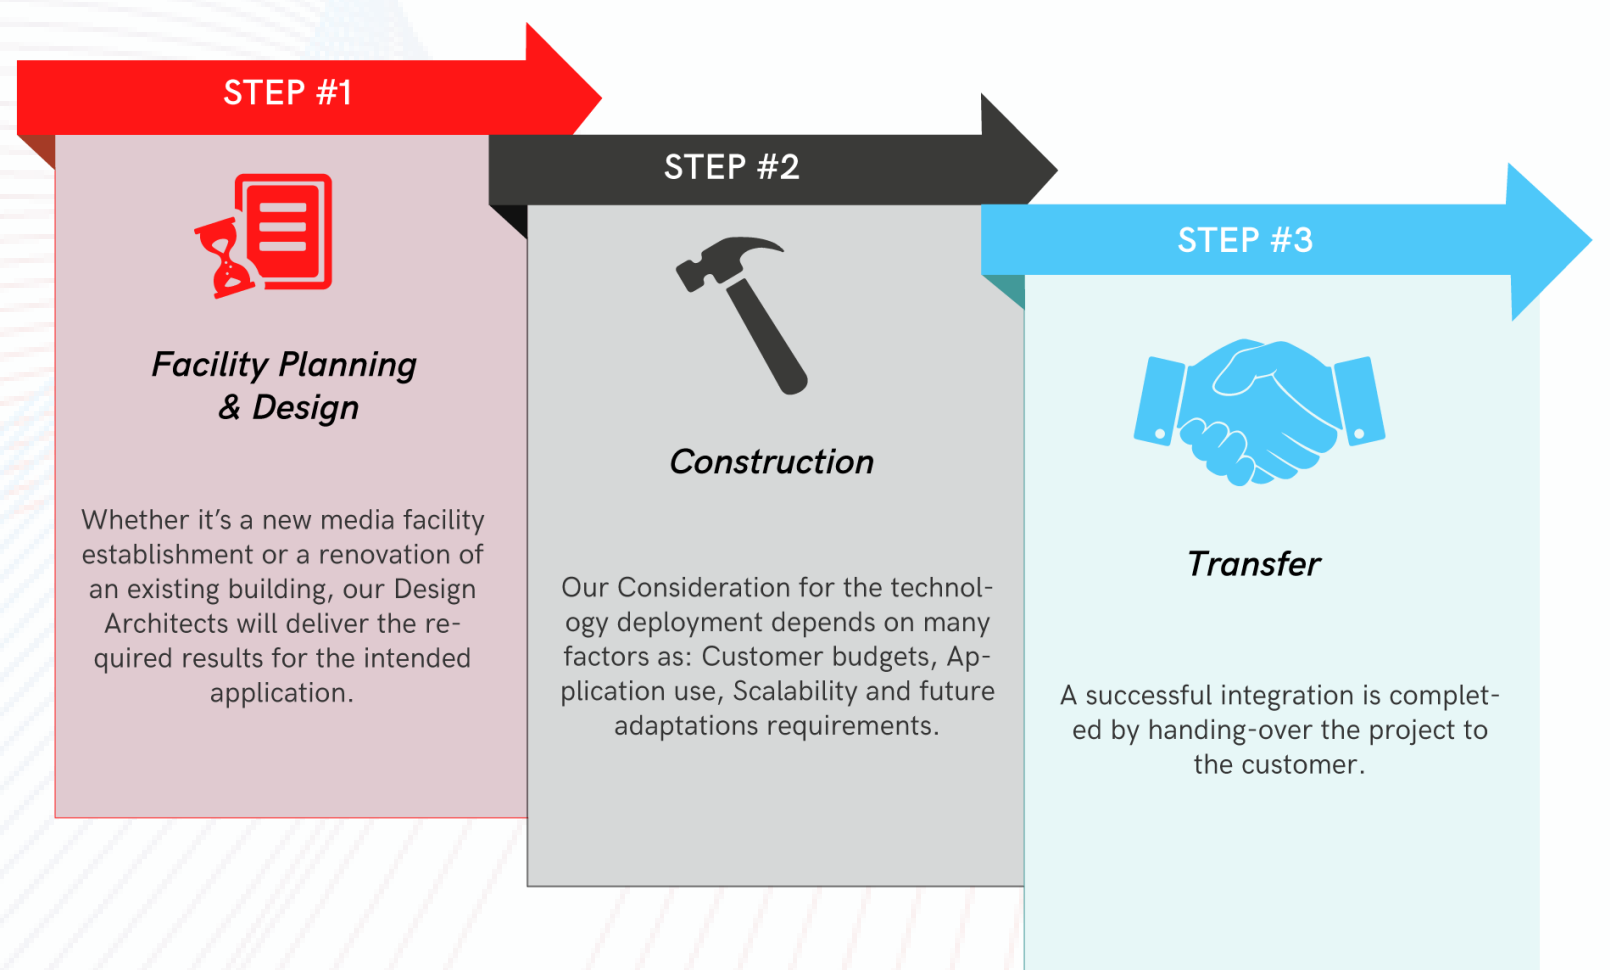 STEP #1
Facility Planning
& Design
Whether it's a new media facility
establishment or a renovation of
an existing building, our Design
Architects will deliver the re-
quired results for the intended
application.
STEP #2
Construction
Our Consideration for the technol-
ogy deployment depends on many
factors as: Customer budgets, Ap-
plication use, Scalability and future
adaptations requirements.
STEP #3
Transfer
A successful integration is complet-
ed by handing-over the project to
the customer.